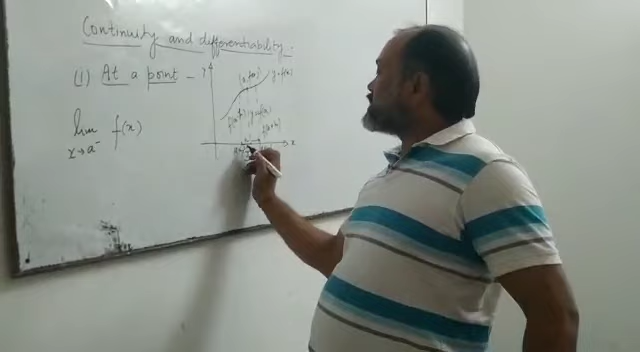 Continuity and differentiability.
(1) At a point -
y
y=f(x)
x
lim f(x)
x→a⁻